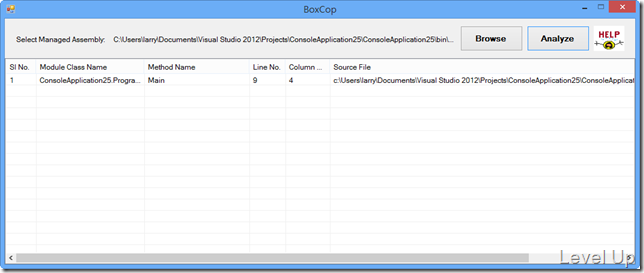 BoxCop
Select Managed Assembly: C:\Users\larry\Documents\Visual Studio 2012\Projects\ConsoleApplication25\ConsoleApplication25\bin\... Browse Analyze HELP
Sl No. Module Class Name Method Name Line No. Column ... Source File
1 ConsoleApplication25.Progra... Main 9 4 c:\Users\larry\Documents\Visual Studio 2012\Projects\ConsoleApplication25\ConsoleApplicat
Level Up